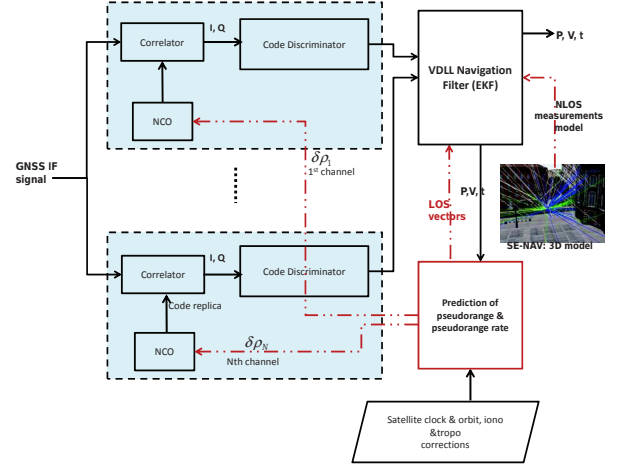 I, Q
Correlator
Code Discriminator
NCO
P, V, t
VDLL Navigation
Filter (EKF)
NLOS
measurements
model
GNSS IF
signal
δρ1
1st channel
LOS
vectors
P,V, t
SE-NAV: 3D model
I, Q
Correlator
Code Discriminator
Code replica
NCO
δρN
Nth channel
Prediction of
pseudorange &
pseudorange rate
Satellite clock & orbit, iono
&tropo
corrections